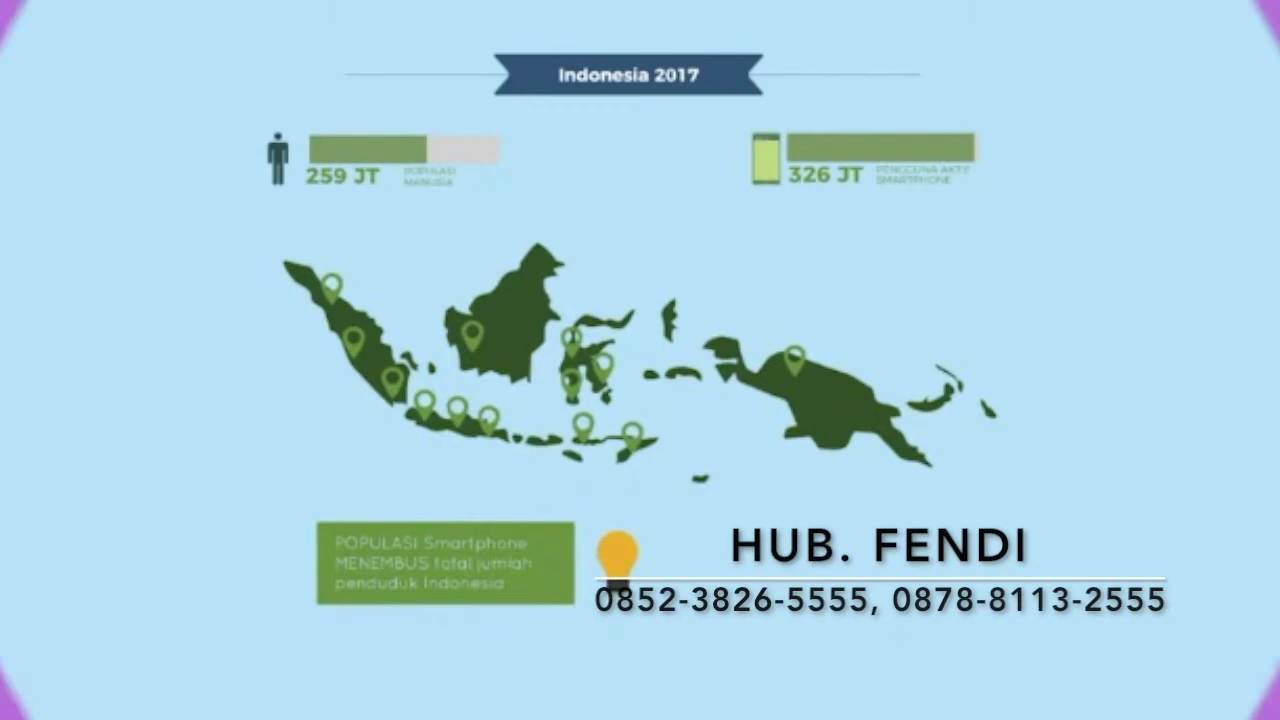 Indonesia 2017
259 JT
POPULASI
MANUSIA
326 JT
PENGGUNA AKTIF
SMARTPHONE
POPULASI Smartphone
MENEMBUS total jumlah
penduduk Indonesia
HUB. FENDI
0852-3826-5555, 0878-8113-2555